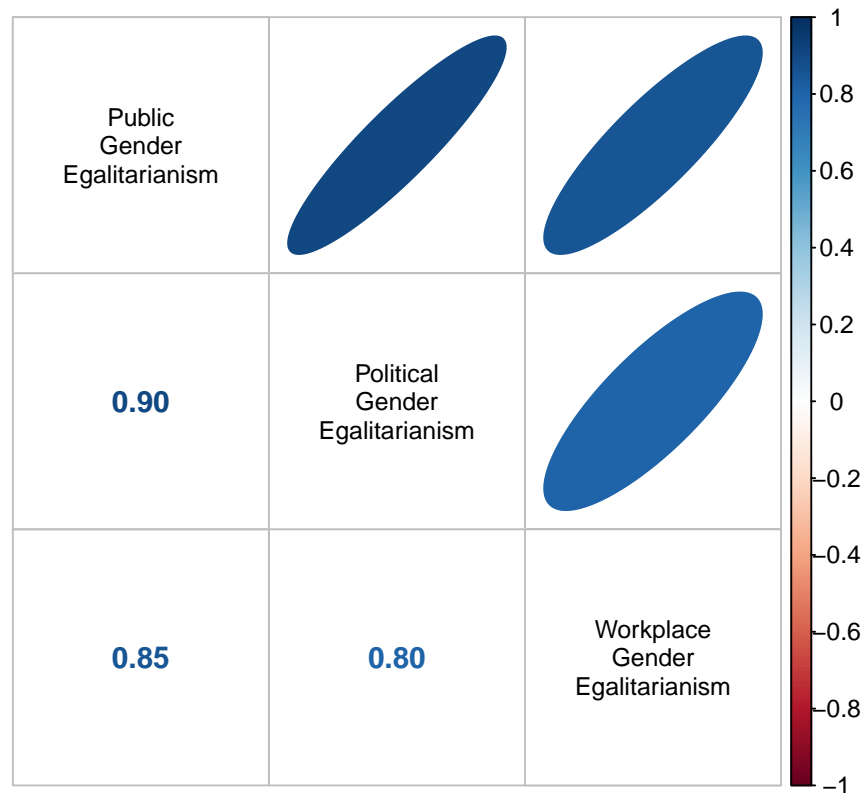 Public
Gender
Egalitarianism
0.90
Political
Gender
Egalitarianism
0.85
0.80
Workplace
Gender
Egalitarianism
1
0.8
0.6
0.4
0.2
0
−0.2
−0.4
−0.6
−0.8
−1